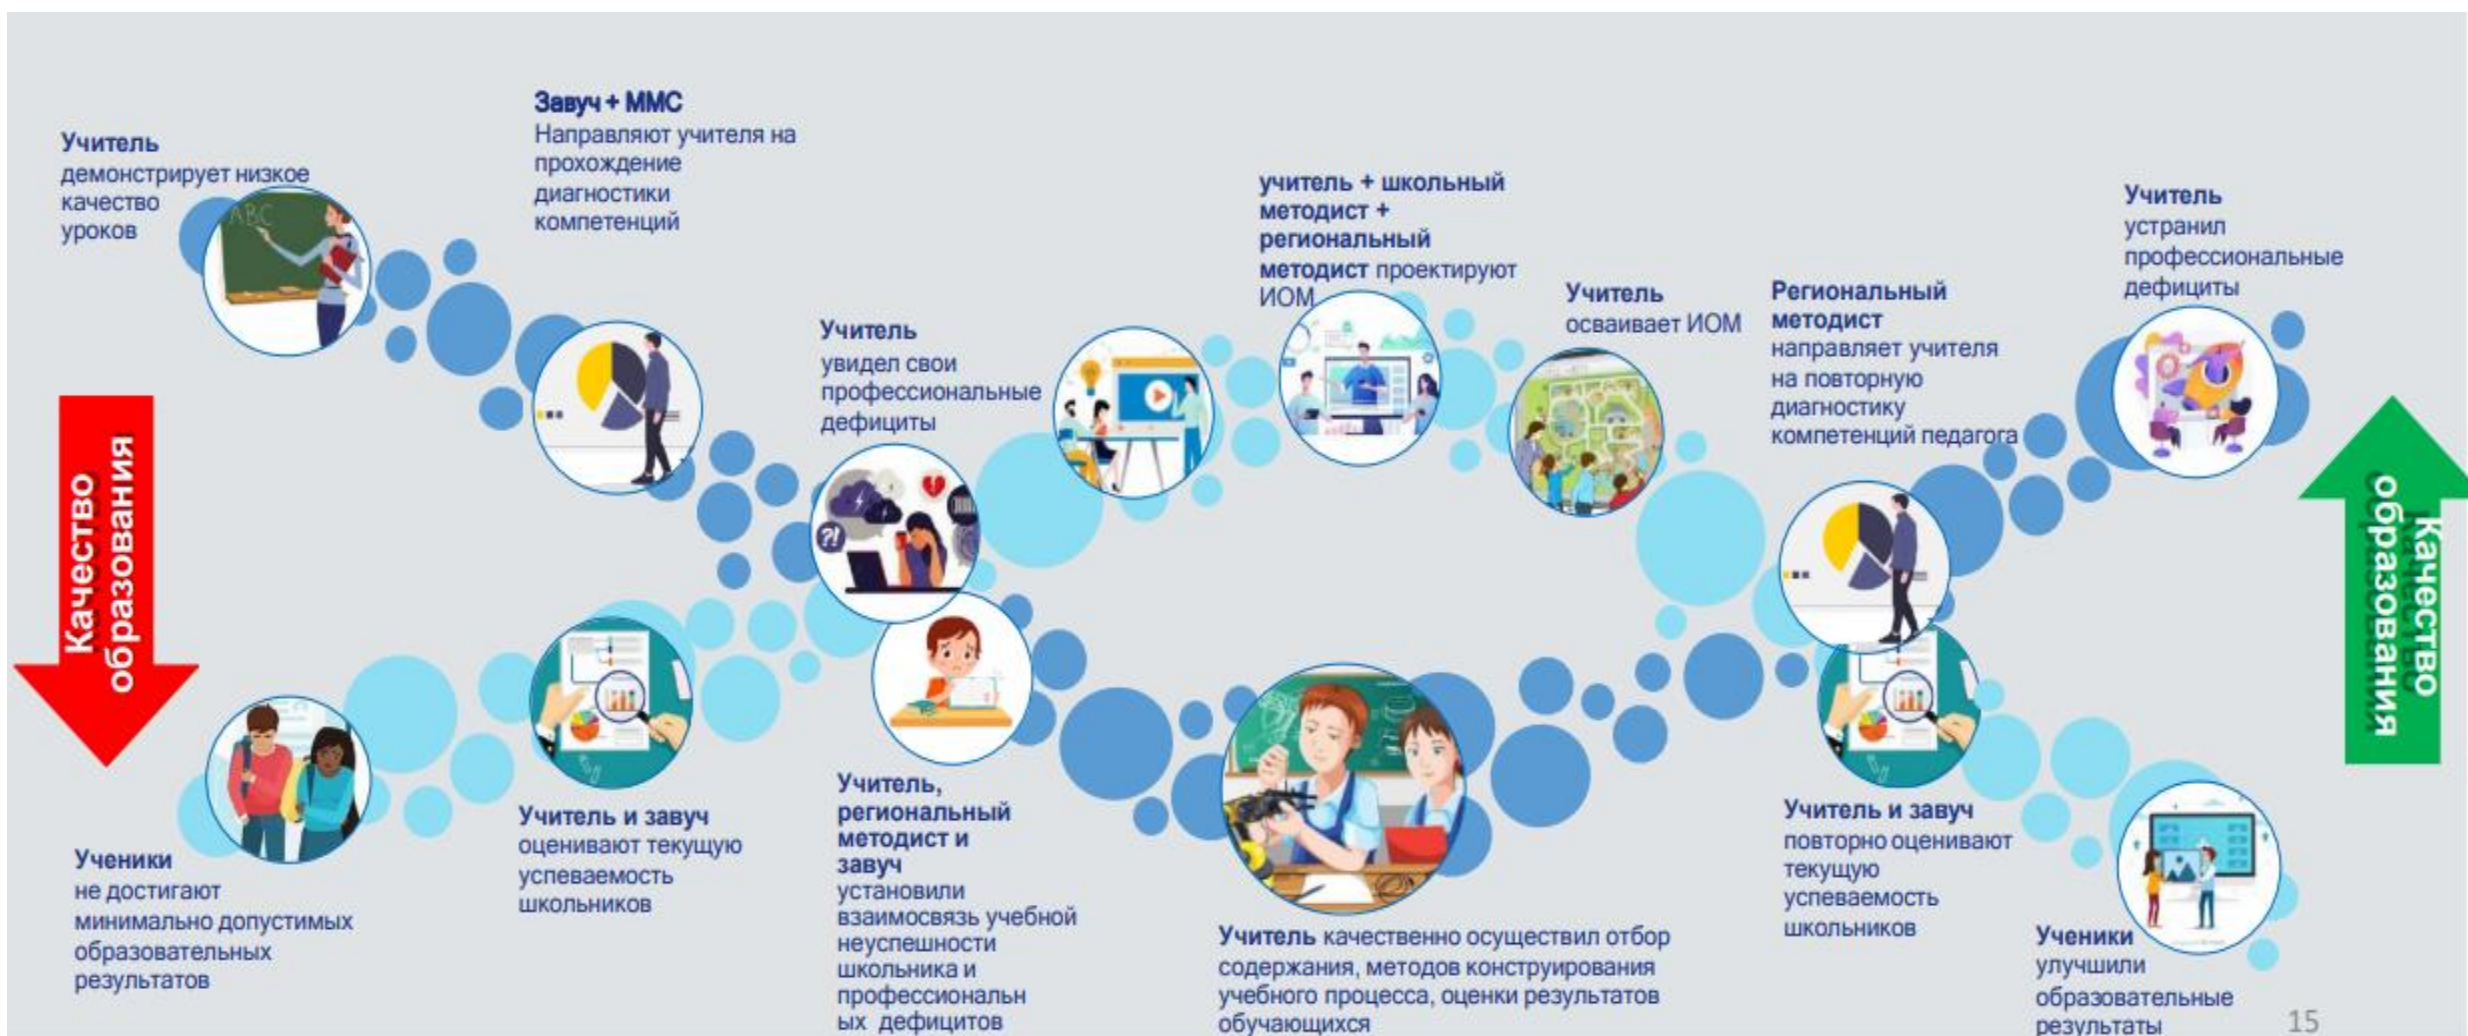 Завуч + ММС
Направляют учителя на
прохождение
диагностики
компетенций
Учитель
демонстрирует низкое
качество
уроков
ABC
учитель + школьный
методист +
региональный
методист проектируют
ИОМ
Учитель
устранил
профессиональные
дефициты
Учитель
осваивает ИОМ
Региональный
методист
направляет учителя
на повторную
диагностику
компетенций педагога
Учитель
увидел свои
профессиональные
дефициты
?!
Качество
образования
Качество
образования
Ученики
не достигают
минимально допустимых
образовательных
результатов
Учитель и завуч
оценивают текущую
успеваемость
школьников
Учитель,
региональный
методист и
завуч
установили
взаимосвязь учебной
неуспешности
школьника и
профессиональн
ых дефицитов
Учитель качественно осуществил отбор
содержания, методов конструирования
учебного процесса, оценки результатов
обучающихся
Учитель и завуч
повторно оценивают
текущую
успеваемость
школьников
Ученики
улучшили
образовательные
результаты
15